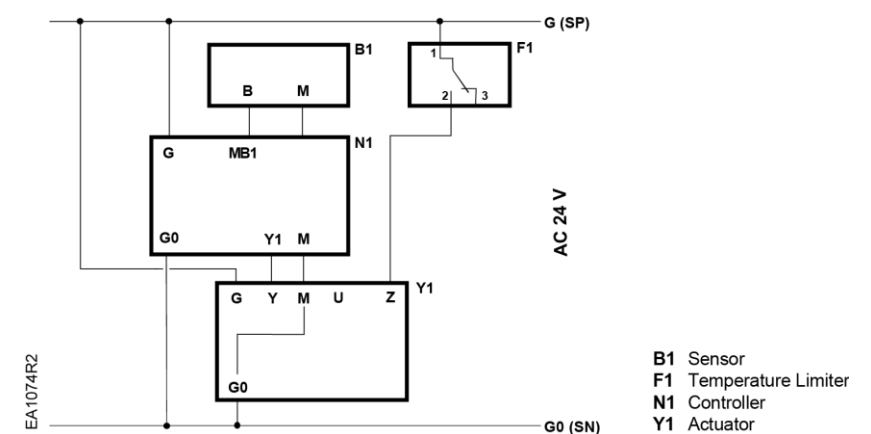 G (SP)
B1
F1
1
B M
2 3
N1
G MB1
AC 24 V
G0 Y1 M
Y1
G Y M U Z
G0
EA1074R2
B1 Sensor
F1 Temperature Limiter
N1 Controller
Y1 Actuator
G0 (SN)